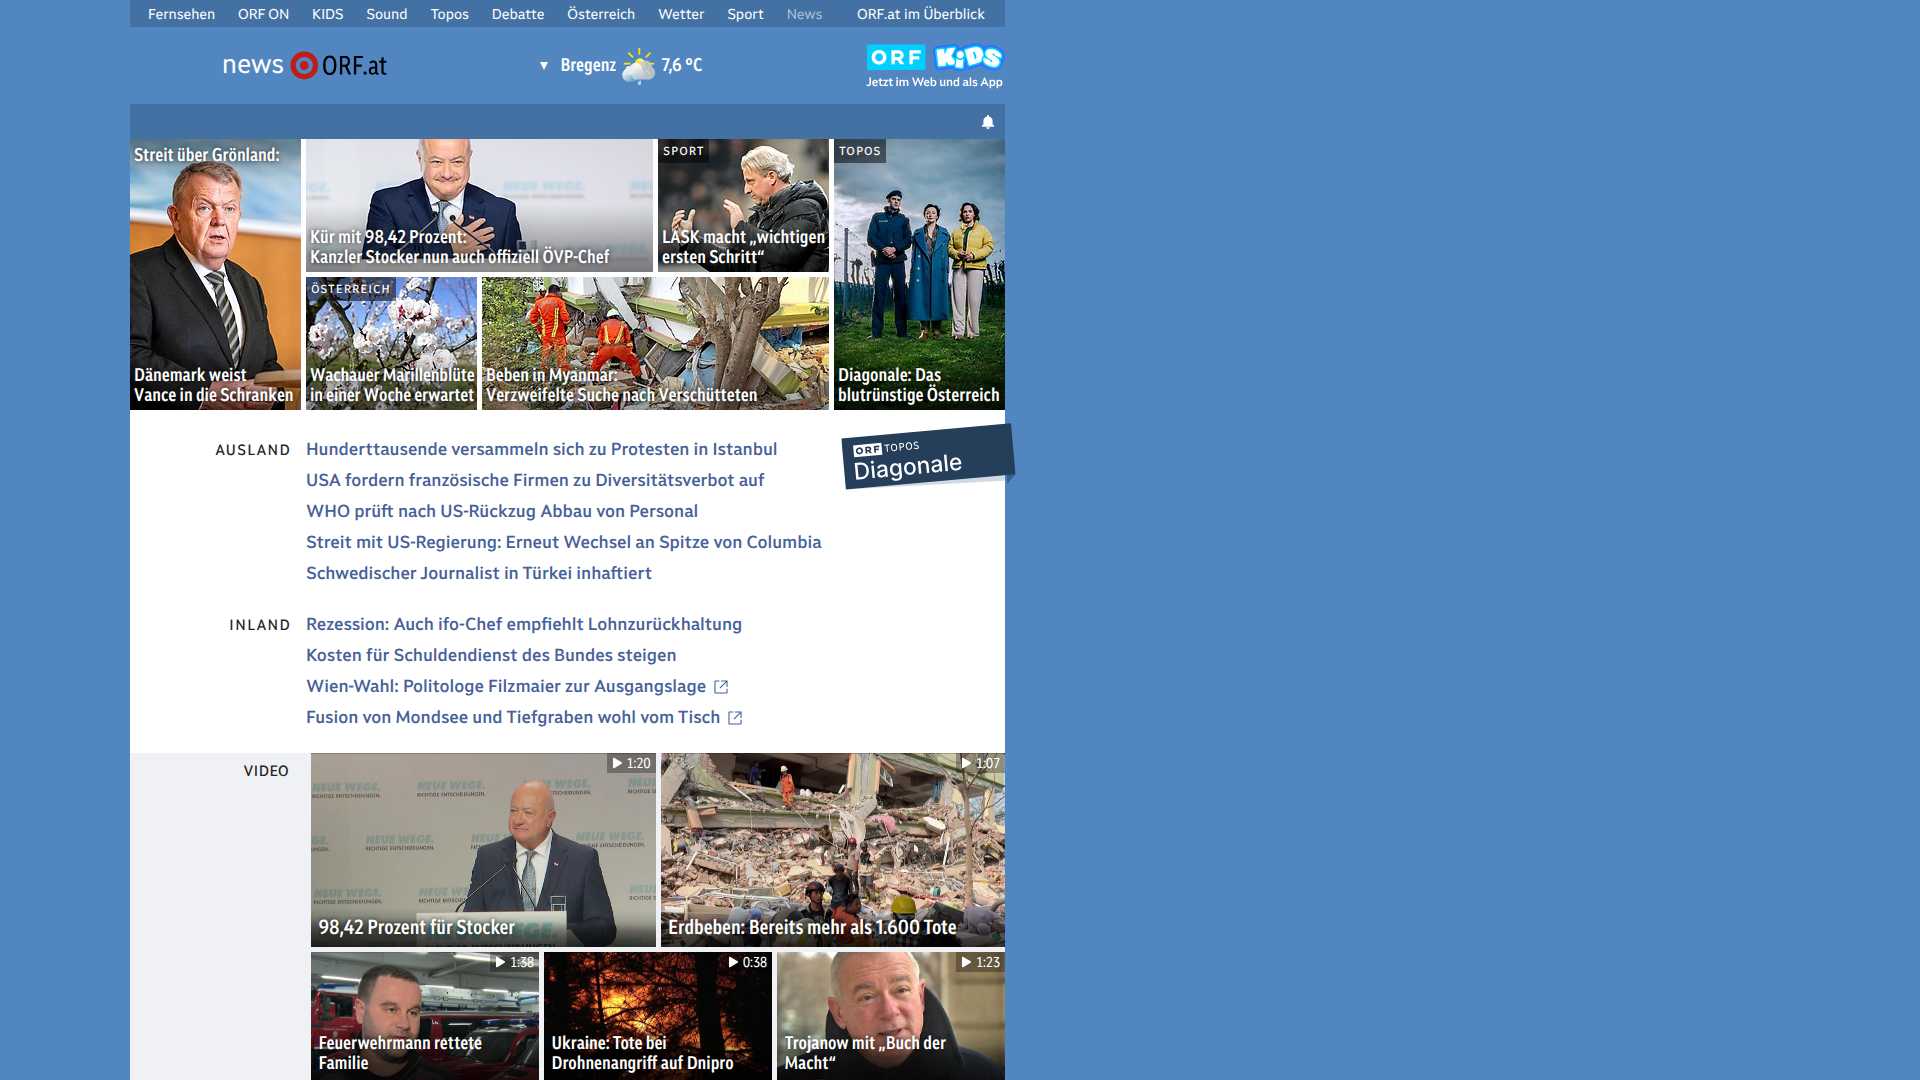 Fernsehen ORF ON KIDS Sound Topos Debatte Österreich Wetter Sport News ORF.at im Überblick
news ORF.at
Bregenz 7,6 °C
ORF KiDS
Jetzt im Web und als App
Streit über Grönland:
Dänemark weist
Vance in die Schranken
NEUE WEGE.
Kür mit 98,42 Prozent:
Kanzler Stocker nun auch offiziell ÖVP-Chef
SPORT
LASK macht „wichtigen
ersten Schritt“
TOPOS
Diagonale: Das
blutrünstige Österreich
ÖSTERREICH
Wachauer Marillenblüte
in einer Woche erwartet
Beben in Myanmar:
Verzweifelte Suche nach Verschütteten
AUSLAND
Hunderttausende versammeln sich zu Protesten in Istanbul
USA fordern französische Firmen zu Diversitätsverbot auf
WHO prüft nach US-Rückzug Abbau von Personal
Streit mit US-Regierung: Erneut Wechsel an Spitze von Columbia
Schwedischer Journalist in Türkei inhaftiert
ORF TOPOS
Diagonale
INLAND
Rezession: Auch ifo-Chef empfiehlt Lohnzurückhaltung
Kosten für Schuldendienst des Bundes steigen
Wien-Wahl: Politologe Filzmaier zur Ausgangslage
Fusion von Mondsee und Tiefgraben wohl vom Tisch
VIDEO
1:20
NEUE WEGE.
RICHTIGE ENTSCHEIDUNGEN.
98,42 Prozent für Stocker
1:07
Erdbeben: Bereits mehr als 1.600 Tote
1:38
Feuerwehrmann rettete
Familie
0:38
Ukraine: Tote bei
Drohnenangriff auf Dnipro
1:23
Trojanow mit „Buch der
Macht“